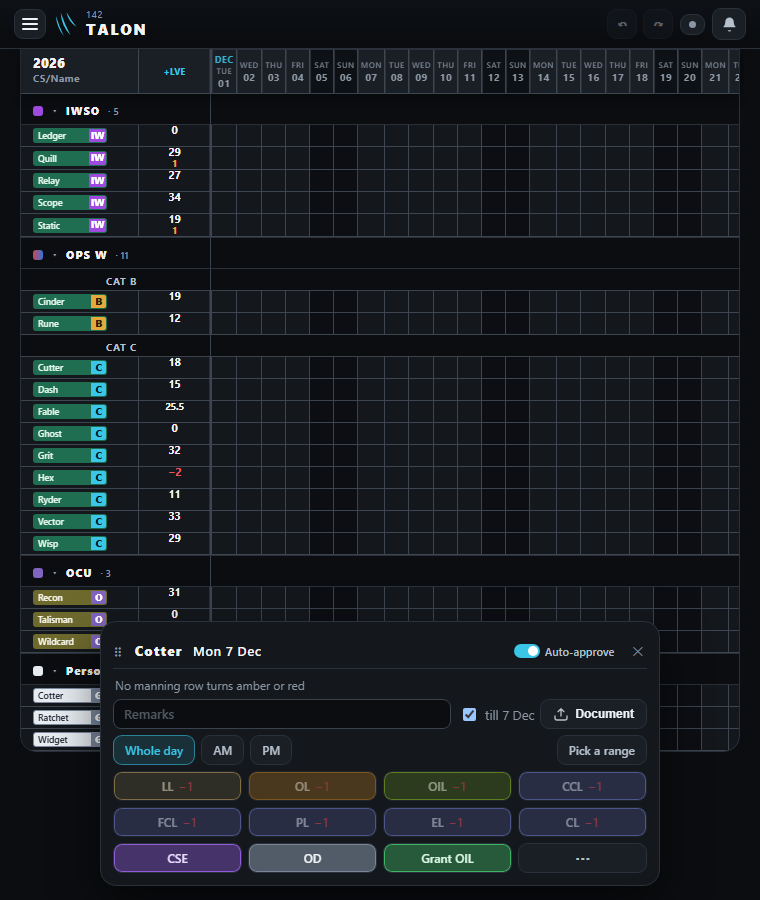 142
TALON
2026
CS/Name
+LVE
DEC
TUE WED THU FRI SAT SUN MON TUE WED THU FRI SAT SUN MON TUE WED THU FRI SAT SUN MON
01 02 03 04 05 06 07 08 09 10 11 12 13 14 15 16 17 18 19 20 21
· IWSO · 5
Ledger IW 0
Quill IW 29
1
Relay IW 27
Scope IW 34
Static IW 19
1
· OPS W · 11
CAT B
Cinder B 19
Rune B 12
CAT C
Cutter C 18
Dash C 15
Fable C 25.5
Ghost C 0
Grit C 32
Hex C −2
Ryder C 11
Vector C 33
Wisp C 29
· OCU · 3
Recon O 31
Talisman O 0
Wildcard
· Perso
Cotter
Ratchet
Widget
Cotter Mon 7 Dec Auto-approve
No manning row turns amber or red
Remarks till 7 Dec Document
Whole day AM PM Pick a range
LL −1 OL −1 OIL −1 CCL −1
FCL −1 PL −1 EL −1 CL −1
CSE OD Grant OIL ---